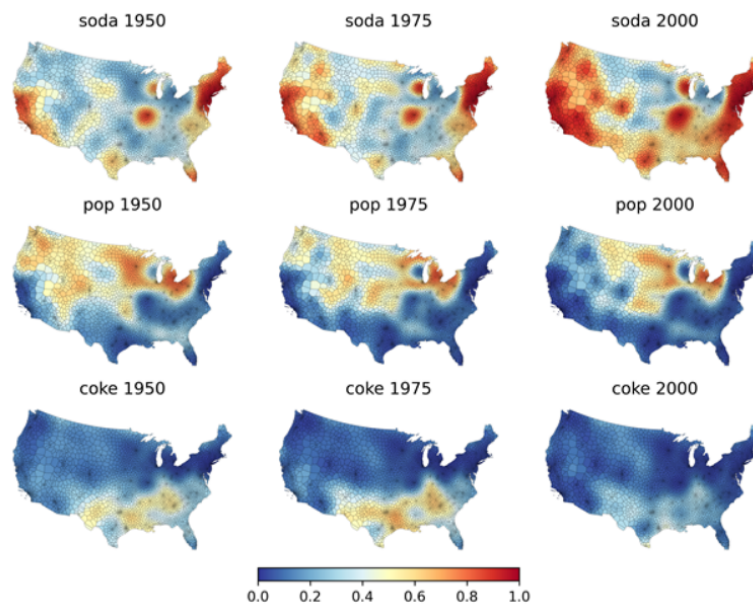 soda 1950
soda 1975
soda 2000
pop 1950
pop 1975
pop 2000
coke 1950
coke 1975
coke 2000
0.0 0.2 0.4 0.6 0.8 1.0